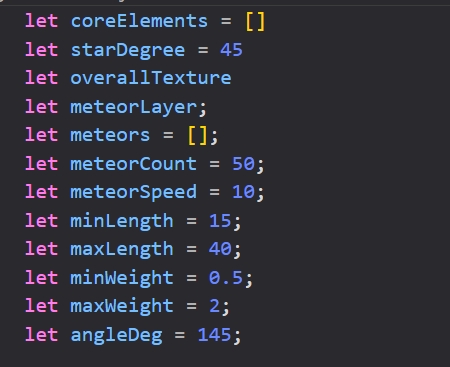 let coreElements = []
let starDegree = 45
let overallTexture
let meteorLayer;
let meteors = [];
let meteorCount = 50;
let meteorSpeed = 10;
let minLength = 15;
let maxLength = 40;
let minWeight = 0.5;
let maxWeight = 2;
let angleDeg = 145;